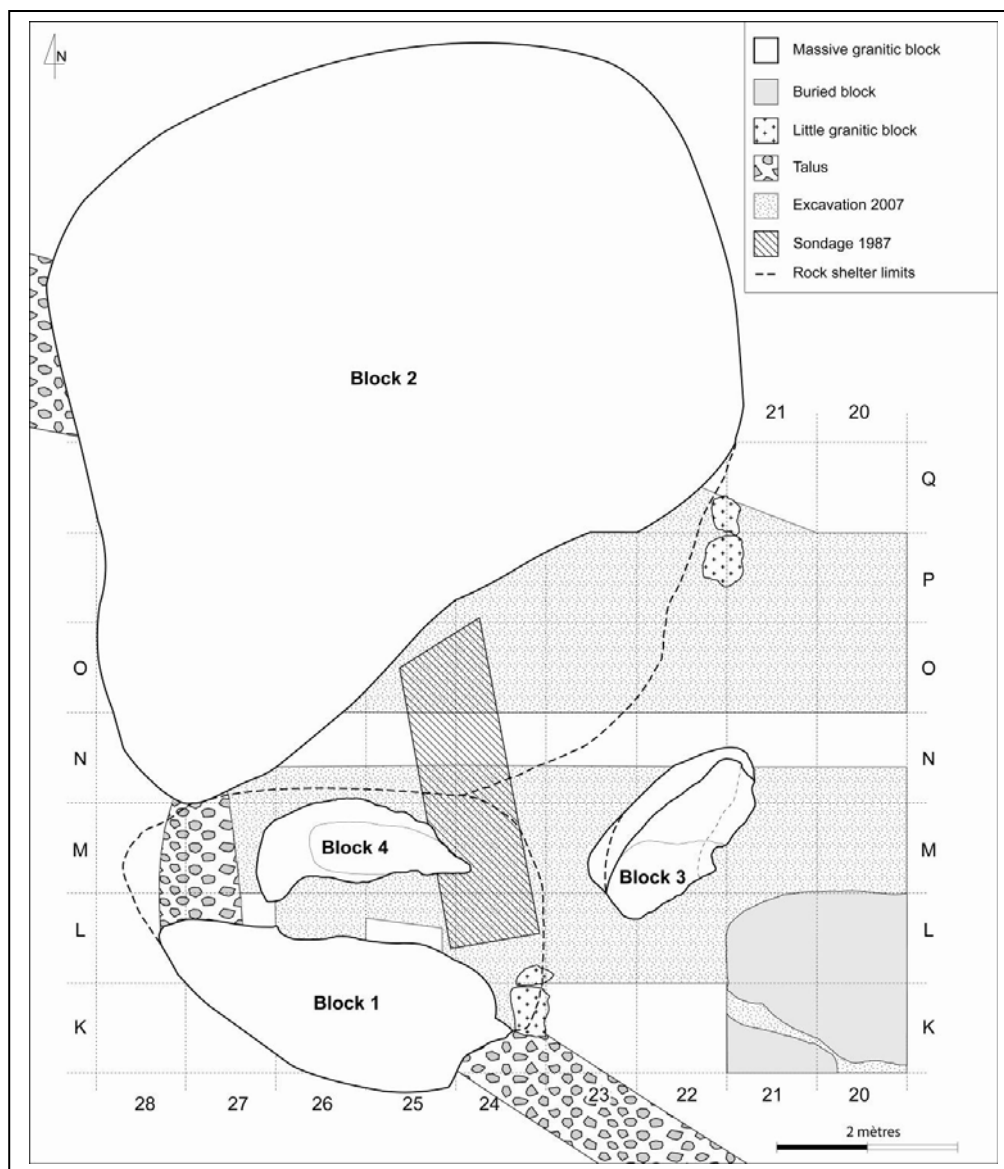 N
Massive granitic block
Buried block
Little granitic block
Talus
Excavation 2007
Sondage 1987
Rock shelter limits
Block 2
21 20
Q
P
O O
N N
M M
Block 4
Block 3
L L
Block 1
K K
28 27 26 25 24 23 22 21 20
2 mètres